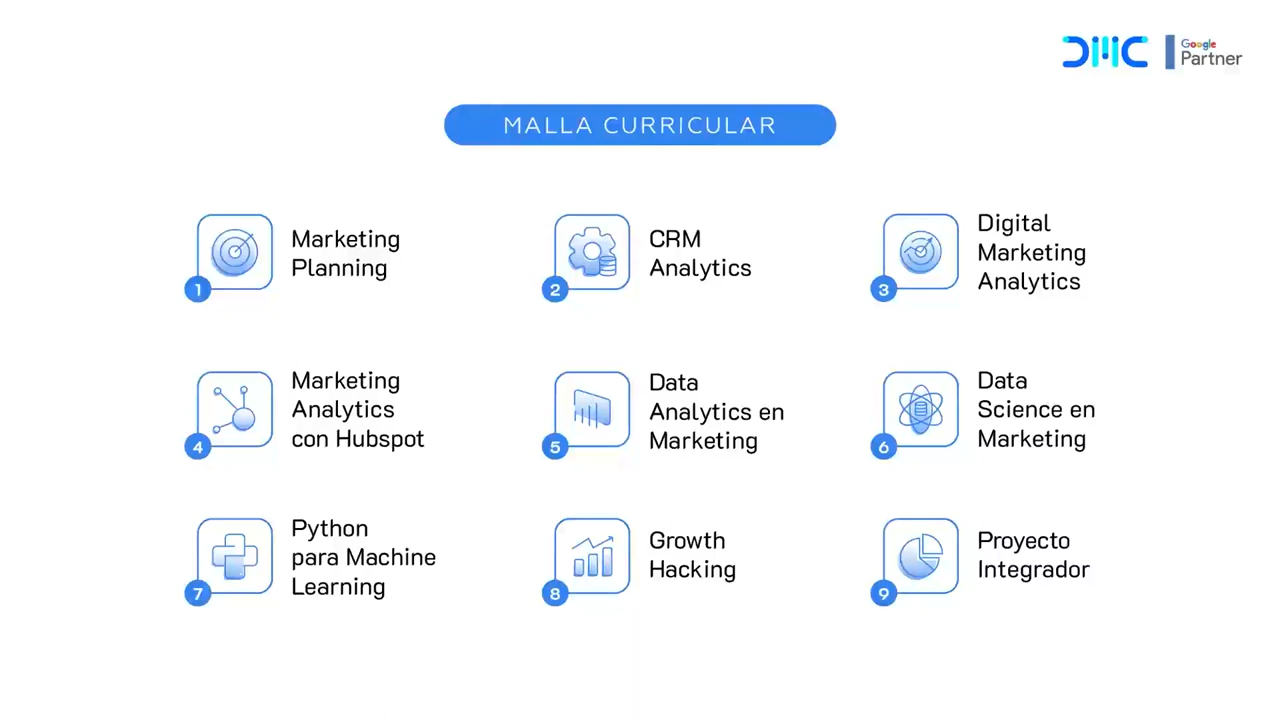 DMC
Google
Partner
MALLA CURRICULAR
Marketing
Planning
1
CRM
Analytics
2
Digital
Marketing
Analytics
3
Marketing
Analytics
con Hubspot
4
Data
Analytics en
Marketing
5
Data
Science en
Marketing
6
Python
para Machine
Learning
7
Growth
Hacking
8
Proyecto
Integrador
9